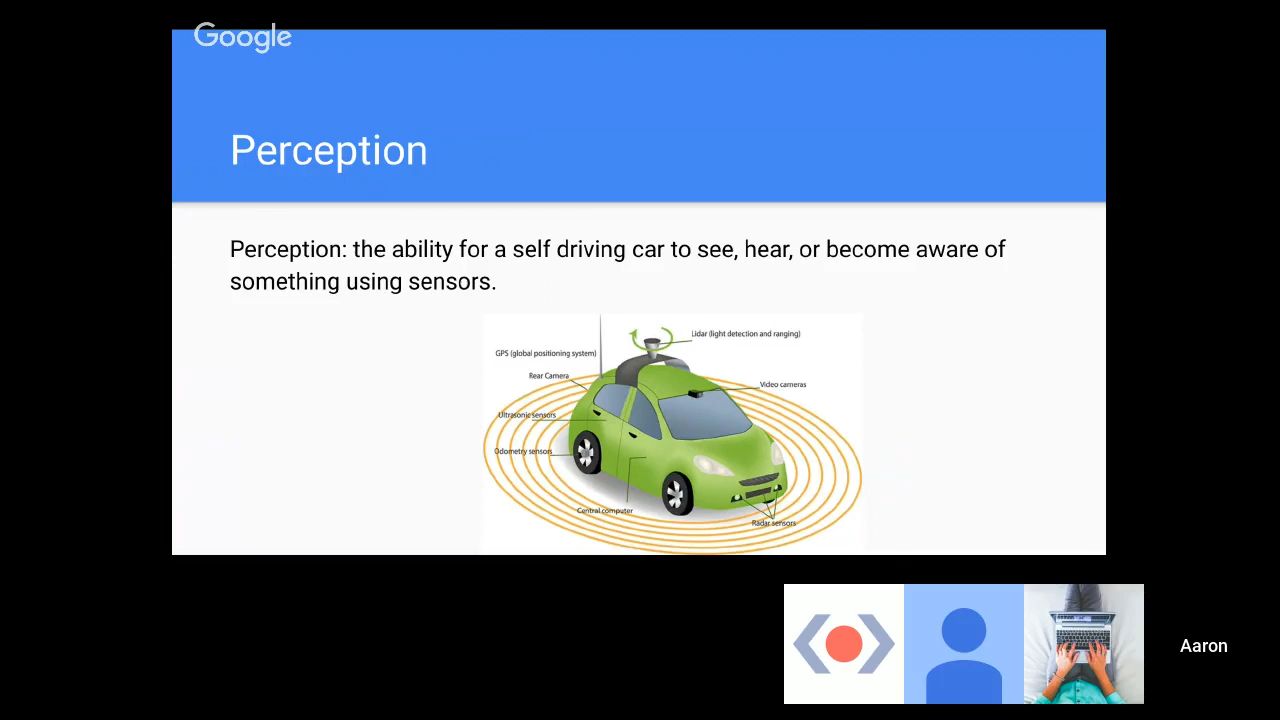 Google
Perception
Perception: the ability for a self driving car to see, hear, or become aware of
something using sensors.
Lidar (light detection and ranging)
GPS (global positioning system)
Rear Camera
Video cameras
Ultrasonic sensors
Odometry sensors
Central computer
Radar sensors
Aaron